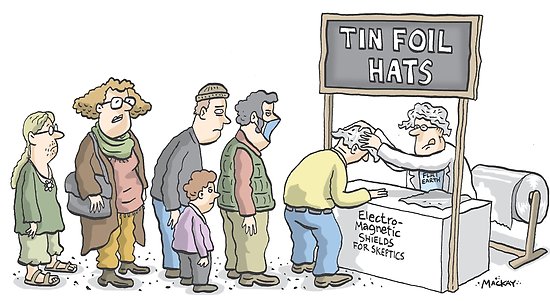 TIN FOIL
HATS
FLAT
EARTH
Electro-
Magnetic
SHIELDS
FOR SKEPTICS
MACKAY